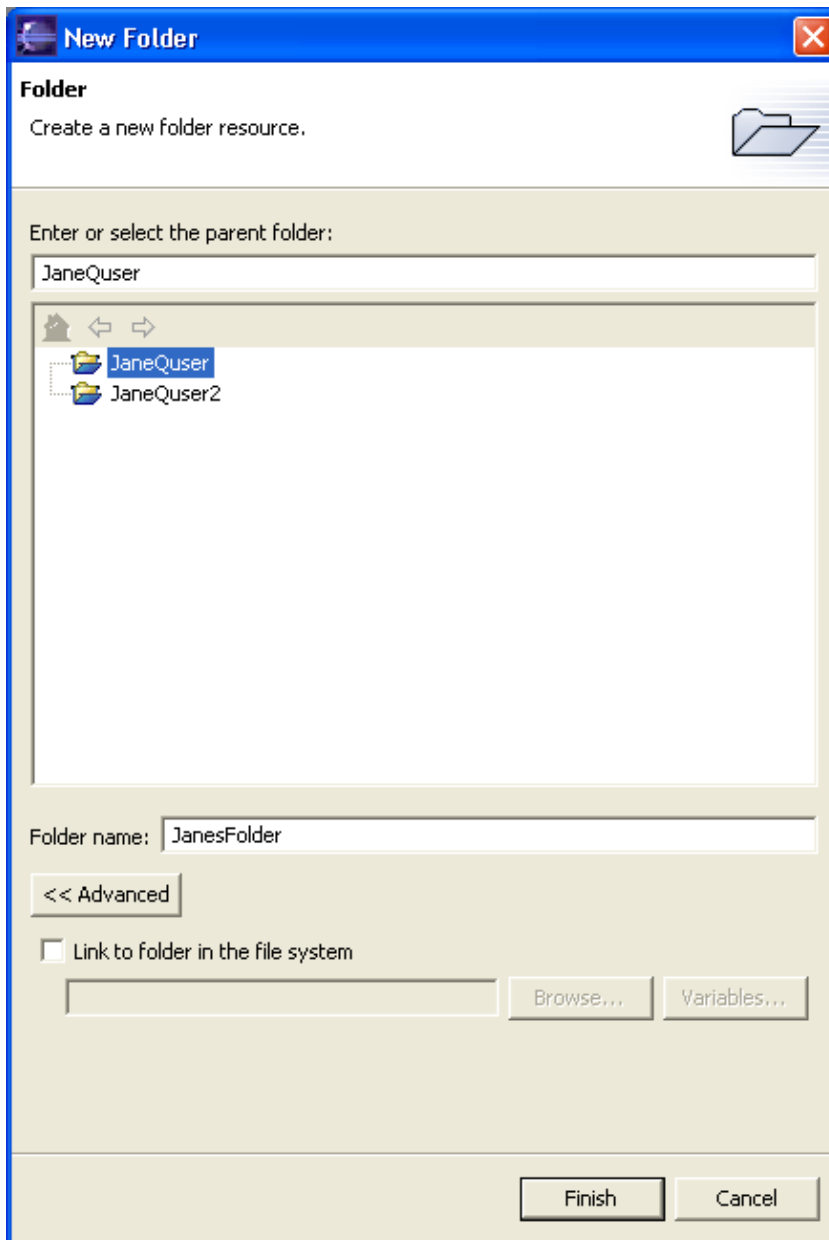 New Folder
Folder
Create a new folder resource.
Enter or select the parent folder:
JaneQuser
JaneQuser
JaneQuser2
Folder name: JanesFolder
<< Advanced
Link to folder in the file system
Browse... Variables...
Finish Cancel